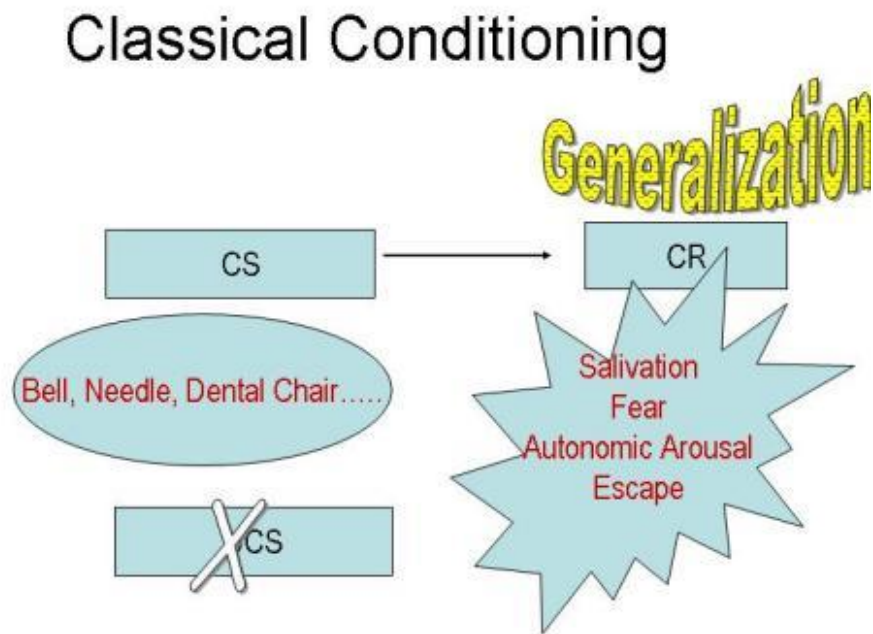 Classical Conditioning
Generalization
CS
CR
Bell, Needle, Dental Chair.....
Salivation
Fear
Autonomic Arousal
Escape
CS